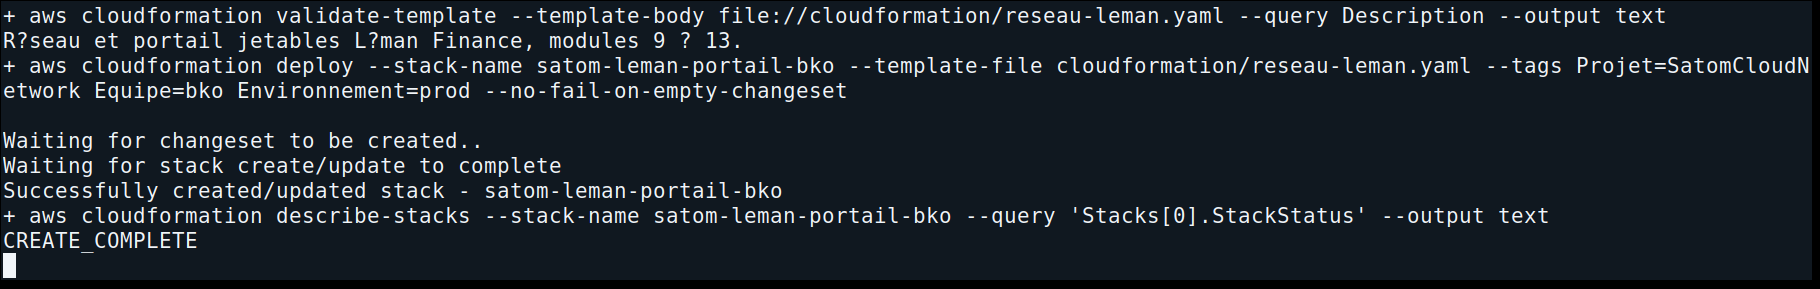 + aws cloudformation validate-template --template-body file://cloudformation/reseau-leman.yaml --query Description --output text
R?seau et portail jetables L?man Finance, modules 9 ? 13.
+ aws cloudformation deploy --stack-name satom-leman-portail-bko --template-file cloudformation/reseau-leman.yaml --tags Projet=SatomCloudN
etwork Equipe=bko Environnement=prod --no-fail-on-empty-changeset
Waiting for changeset to be created..
Waiting for stack create/update to complete
Successfully created/updated stack - satom-leman-portail-bko
+ aws cloudformation describe-stacks --stack-name satom-leman-portail-bko --query 'Stacks[0].StackStatus' --output text
CREATE_COMPLETE